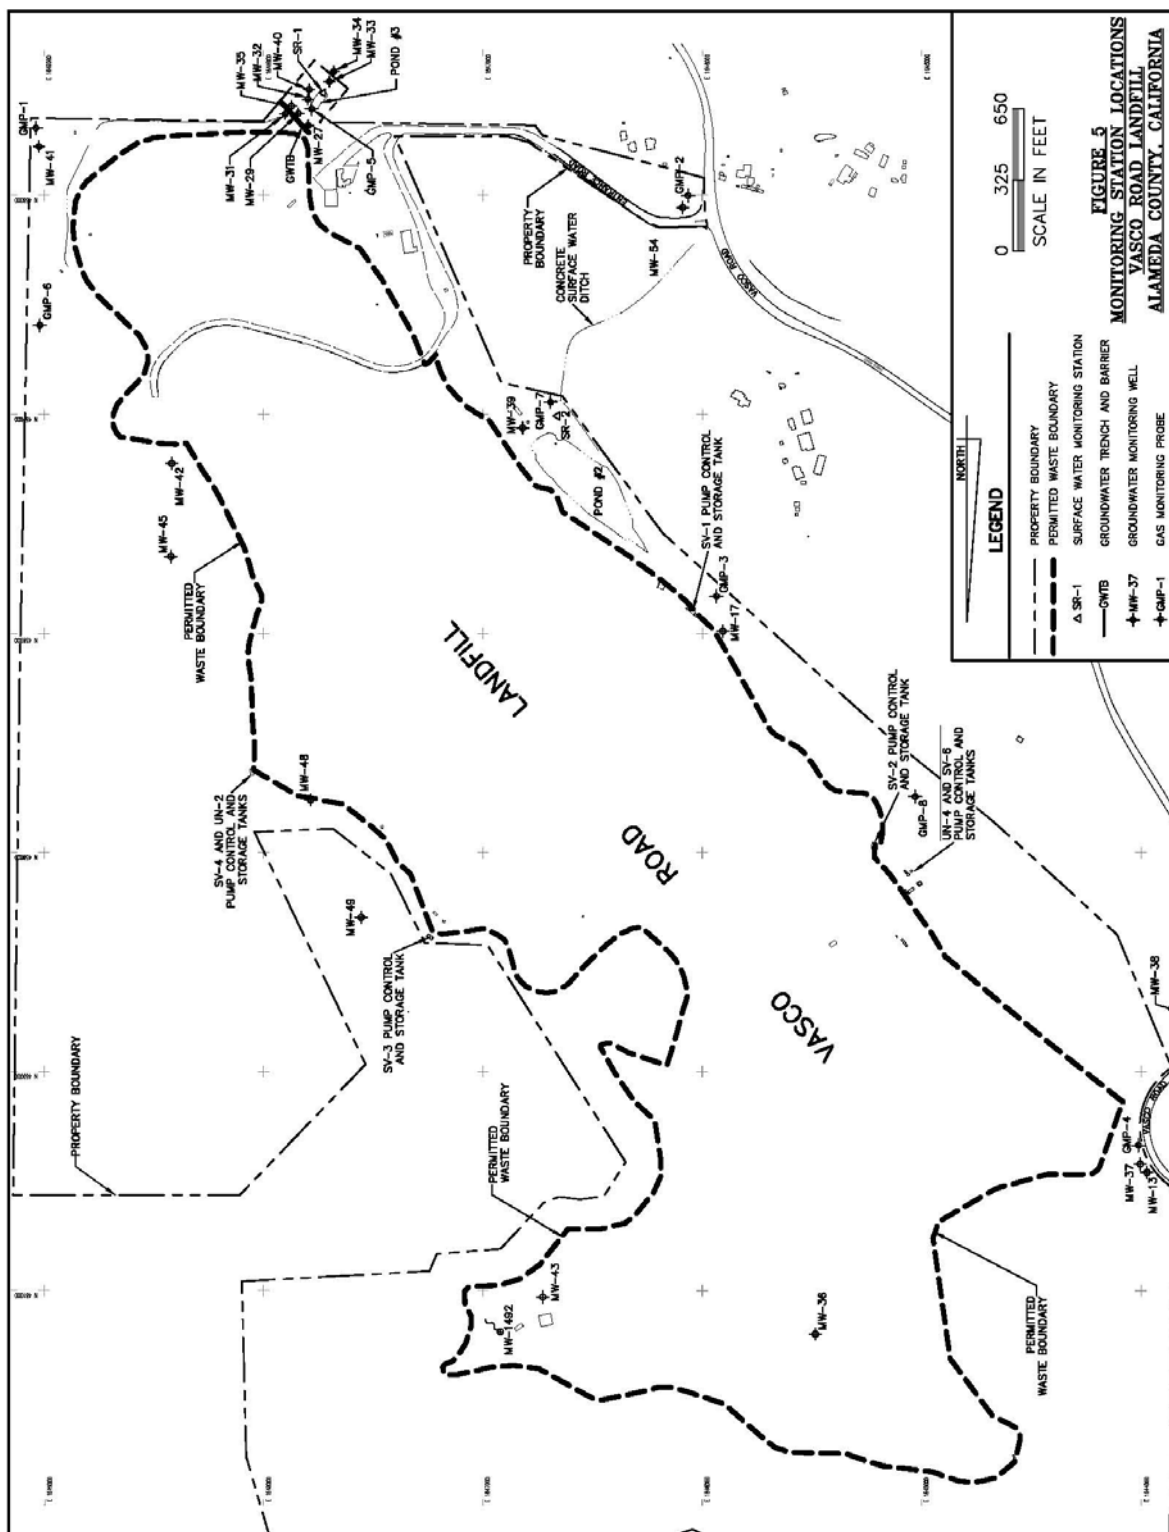 GMP-1
MW-41
GMP-6
MW-35
MW-32
MW-40
SR-1
MW-34
MW-33
POND #3
MW-31
MW-29
GWTB
MW-27
GMP-5
PROPERTY
BOUNDARY
ENTRANCE
ROAD
GMP-2
MW-54
CONCRETE
SURFACE WATER
DITCH
VASCO ROAD
MW-42
MW-45
PERMITTED
WASTE BOUNDARY
MW-39
GMP-7
SR-2
POND #2
SV-1 PUMP CONTROL
AND STORAGE TANK
GMP-3
MW-17
LANDFILL
ROAD
VASCO
SV-4 AND UN-2
PUMP CONTROL AND
STORAGE TANKS
MW-48
MW-49
SV-3 PUMP CONTROL
AND STORAGE TANK
SV-2 PUMP CONTROL
AND STORAGE TANK
GMP-8
UN-4 AND SV-6
PUMP CONTROL AND
STORAGE TANKS
PROPERTY BOUNDARY
PERMITTED
WASTE BOUNDARY
MW-43
MW-1492
MW-36
PERMITTED
WASTE BOUNDARY
MW-38
VASCO ROAD
GMP-4
MW-37
MW-13
NORTH
LEGEND
PROPERTY BOUNDARY
PERMITTED WASTE BOUNDARY
SR-1 SURFACE WATER MONITORING STATION
GWTB GROUNDWATER TRENCH AND BARRIER
MW-37 GROUNDWATER MONITORING WELL
GMP-1 GAS MONITORING PROBE
0 325 650
SCALE IN FEET
FIGURE 5
MONITORING STATION LOCATIONS
VASCO ROAD LANDFILL
ALAMEDA COUNTY, CALIFORNIA